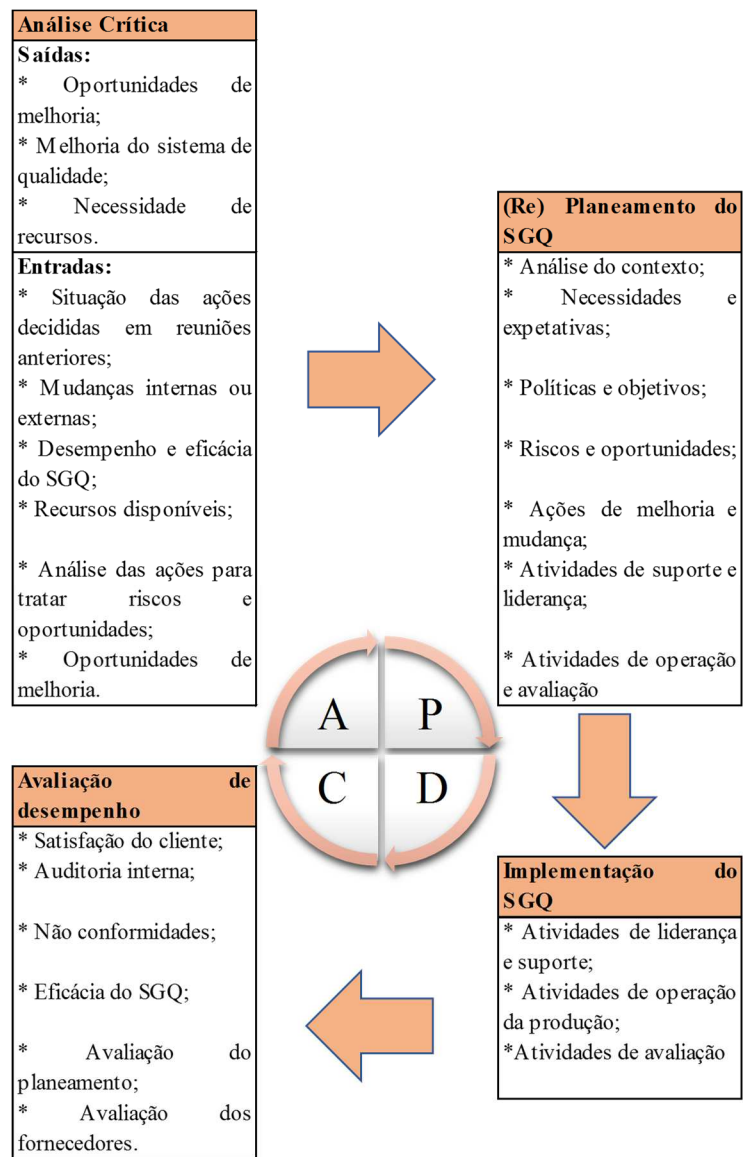 Análise Crítica
Saídas:
* Oportunidades de
melhoria;
* Melhoria do sistema de
qualidade;
* Necessidade de
recursos.
Entradas:
* Situação das ações
decididas em reuniões
anteriores;
* Mudanças internas ou
externas;
* Desempenho e eficácia
do SGQ;
* Recursos disponíveis;
* Análise das ações para
tratar riscos e
oportunidades;
* Oportunidades de
melhoria.
(Re) Planeamento do
SGQ
* Análise do contexto;
* Necessidades e
expetativas;
* Políticas e objetivos;
* Riscos e oportunidades;
* Ações de melhoria e
mudança;
* Atividades de suporte e
liderança;
* Atividades de operação
e avaliação
A P
C D
Avaliação de
desempenho
* Satisfação do cliente;
* Auditoria interna;
* Não conformidades;
* Eficácia do SGQ;
* Avaliação do
planeamento;
* Avaliação dos
fornecedores.
Implementação do
SGQ
* Atividades de liderança
e suporte;
* Atividades de operação
da produção;
*Atividades de avaliação